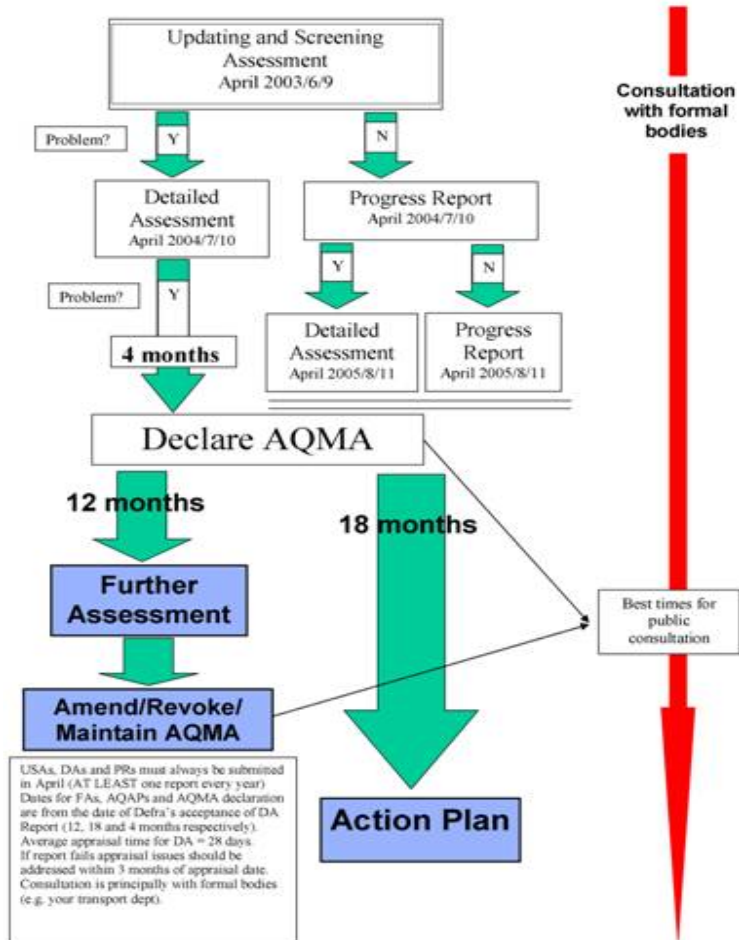 Updating and Screening
Assessment
April 2003/6/9
Consultation
with formal
bodies
Problem?
Y
N
Detailed
Assessment
April 2004/7/10
Progress Report
April 2004/7/10
Problem?
Y
Y
N
4 months
Detailed
Assessment
April 2005/8/11
Progress
Report
April 2005/8/11
Declare AQMA
12 months
18 months
Further
Assessment
Best times for
public
consultation
Amend/Revoke/
Maintain AQMA
USAs, DAs and PRs must always be submitted
in April (AT LEAST one report every year)
Dates for FAs, AQAPs and AQMA declaration
are from the date of Defra's acceptance of DA
Report (12, 18 and 4 months respectively).
Average appraisal time for DA = 28 days.
If report fails appraisal issues should be
addressed within 3 months of appraisal date.
Consultation is principally with formal bodies
(e.g. your transport dept).
Action Plan